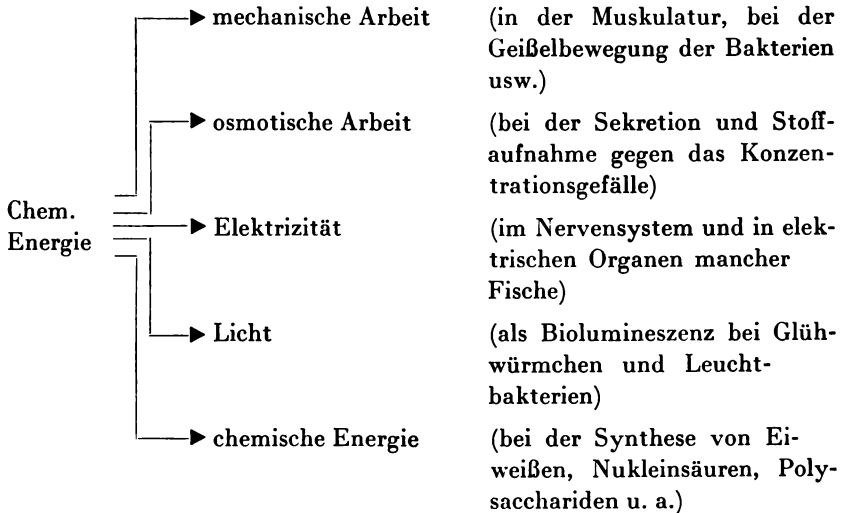 mechanische Arbeit (in der Muskulatur, bei der
Geißelbewegung der Bakterien
usw.)
osmotische Arbeit (bei der Sekretion und Stoff-
aufnahme gegen das Konzen-
trationsgefälle)
Chem.
Energie
Elektrizität (im Nervensystem und in elek-
trischen Organen mancher
Fische)
Licht (als Biolumineszenz bei Glüh-
würmchen und Leucht-
bakterien)
chemische Energie (bei der Synthese von Ei-
weißen, Nukleinsäuren, Poly-
sacchariden u. a.)